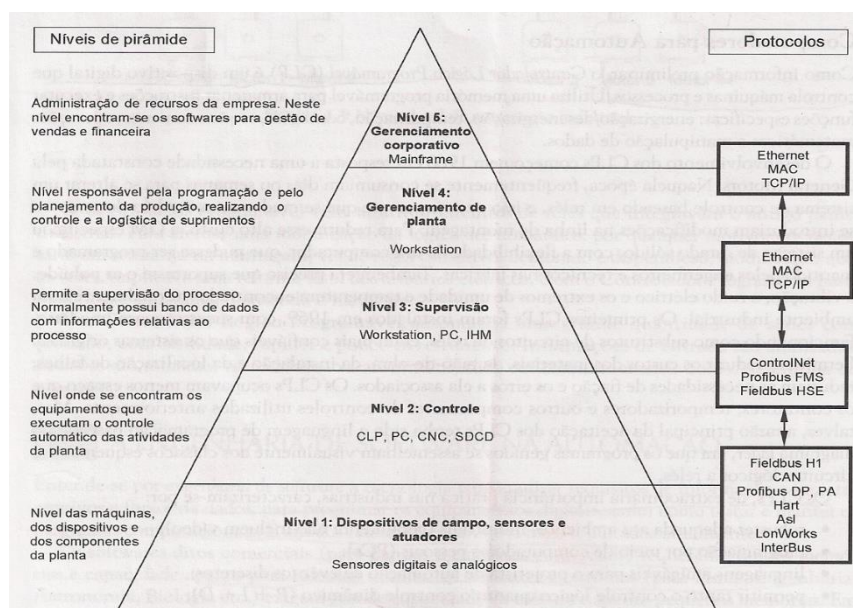 Níveis de pirâmide
Protocolos
Administração de recursos da empresa. Neste
nível encontram-se os softwares para gestão de
vendas e financeira
Nível 5:
Gerenciamento
corporativo
Mainframe
Ethernet
MAC
TCP/IP
Nível responsável pela programação e pelo
planejamento da produção, realizando o
controle e a logística de suprimentos
Nível 4:
Gerenciamento de
planta
Workstation
Ethernet
MAC
TCP/IP
Permite a supervisão do processo.
Normalmente possui banco de dados
com informações relativas ao
processo
Nível 3: Supervisão
Workstation, PC, IHM
ControlNet
Profibus FMS
Fieldbus HSE
Nível onde se encontram os
equipamentos que
executam o controle
automático das atividades
da planta
Nível 2: Controle
CLP, PC, CNC, SDCD
Fieldbus H1
CAN
Profibus DP, PA
Hart
AsI
LonWorks
InterBus
Nível das máquinas,
dos dispositivos e
dos componentes
da planta
Nível 1: Dispositivos de campo, sensores e
atuadores
Sensores digitais e analógicos